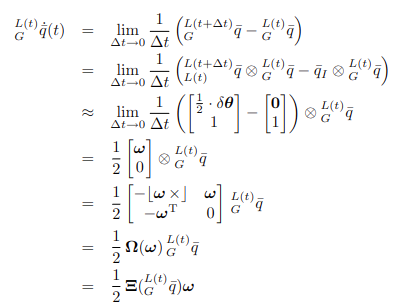 $^{L(t)}_{G}\dot{\bar{q}}(t) = \lim_{\Delta t \to 0} \frac{1}{\Delta t} \left( ^{L(t+\Delta t)}_{G}\bar{q} - ^{L(t)}_{G}\bar{q} \right)$
$= \lim_{\Delta t \to 0} \frac{1}{\Delta t} \left( ^{L(t+\Delta t)}_{L(t)}\bar{q} \otimes ^{L(t)}_{G}\bar{q} - \bar{q}_I \otimes ^{L(t)}_{G}\bar{q} \right)$
$\approx \lim_{\Delta t \to 0} \frac{1}{\Delta t} \left( \begin{bmatrix} \frac{1}{2} \cdot \delta\boldsymbol{\theta} \\ 1 \end{bmatrix} - \begin{bmatrix} \mathbf{0} \\ 1 \end{bmatrix} \right) \otimes ^{L(t)}_{G}\bar{q}$
$= \frac{1}{2} \begin{bmatrix} \boldsymbol{\omega} \\ 0 \end{bmatrix} \otimes ^{L(t)}_{G}\bar{q}$
$= \frac{1}{2} \begin{bmatrix} -\lfloor \boldsymbol{\omega} \times \rfloor & \boldsymbol{\omega} \\ -\boldsymbol{\omega}^{\mathrm{T}} & 0 \end{bmatrix} {}^{L(t)}_{G}\bar{q}$
$= \frac{1}{2} \boldsymbol{\Omega}(\boldsymbol{\omega}) ^{L(t)}_{G}\bar{q}$
$= \frac{1}{2} \boldsymbol{\Xi}(^{L(t)}_{G}\bar{q}) \boldsymbol{\omega}$